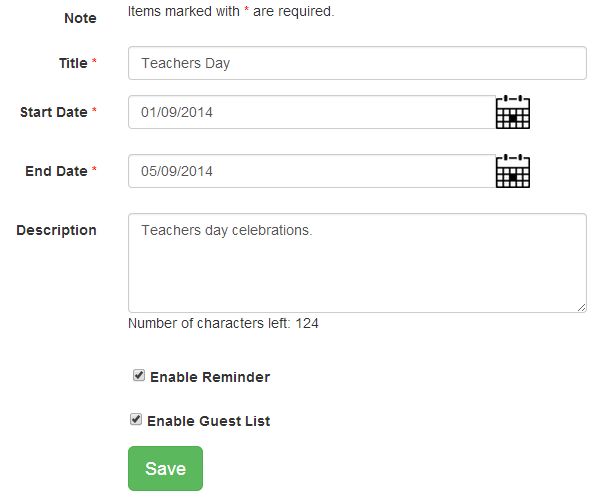 Note Items marked with * are required.
Title * Teachers Day
Start Date * 01/09/2014
End Date * 05/09/2014
Description Teachers day celebrations.
Number of characters left: 124
Enable Reminder
Enable Guest List
Save